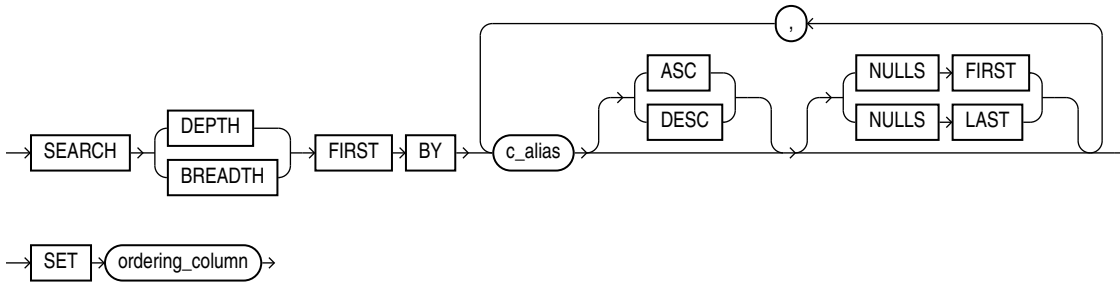 ,
ASC NULLS FIRST
DEPTH DESC NULLS LAST
SEARCH FIRST BY c_alias
BREADTH
SET ordering_column